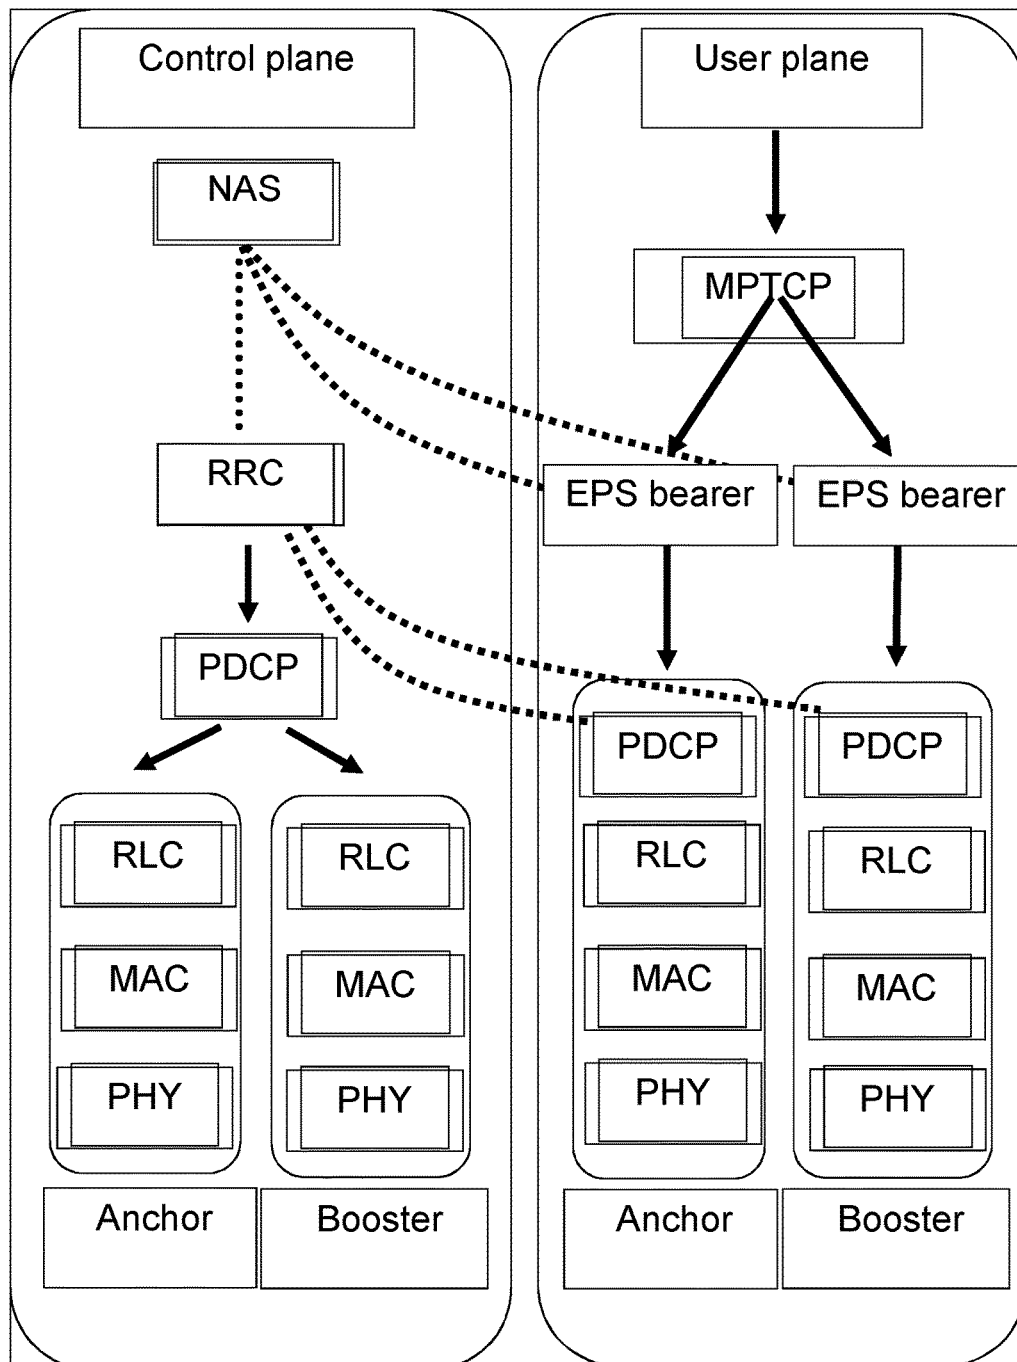 Control plane
NAS
RRC
PDCP
RLC
RLC
MAC
MAC
PHY
PHY
Anchor
Booster
User plane
MPTCP
EPS bearer
EPS bearer
PDCP
PDCP
RLC
RLC
MAC
MAC
PHY
PHY
Anchor
Booster